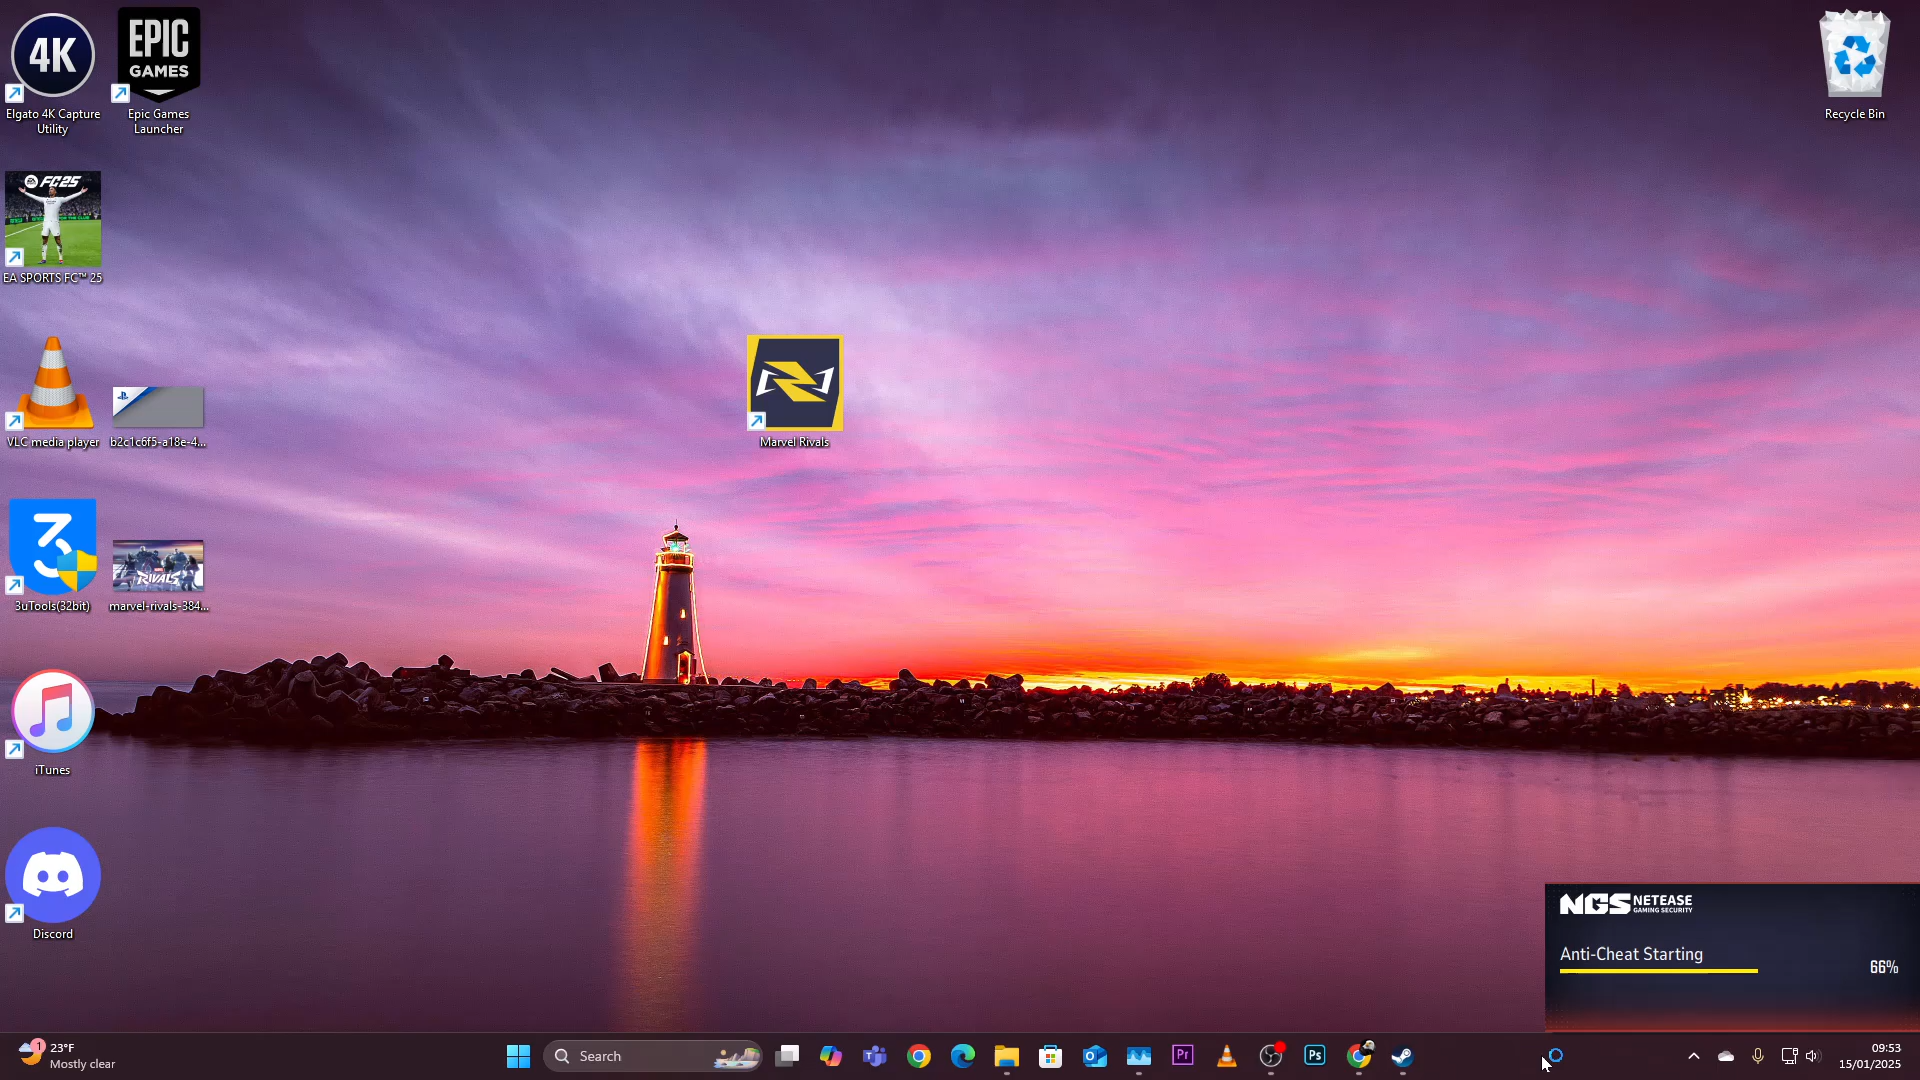 4K
Elgato 4K Capture
Utility
EPIC
GAMES
Epic Games
Launcher
Recycle Bin
FC25
EA SPORTS FC™ 25
VLC media player
b2c1c6f5-a18e-4...
Marvel Rivals
3uTools(32bit)
RIVALS
marvel-rivals-384...
iTunes
Discord
NGS NETEASE
GAMING SECURITY
Anti-Cheat Starting
66%
1
23°F
Mostly clear
Search
Pr
Ps
09:53
15/01/2025